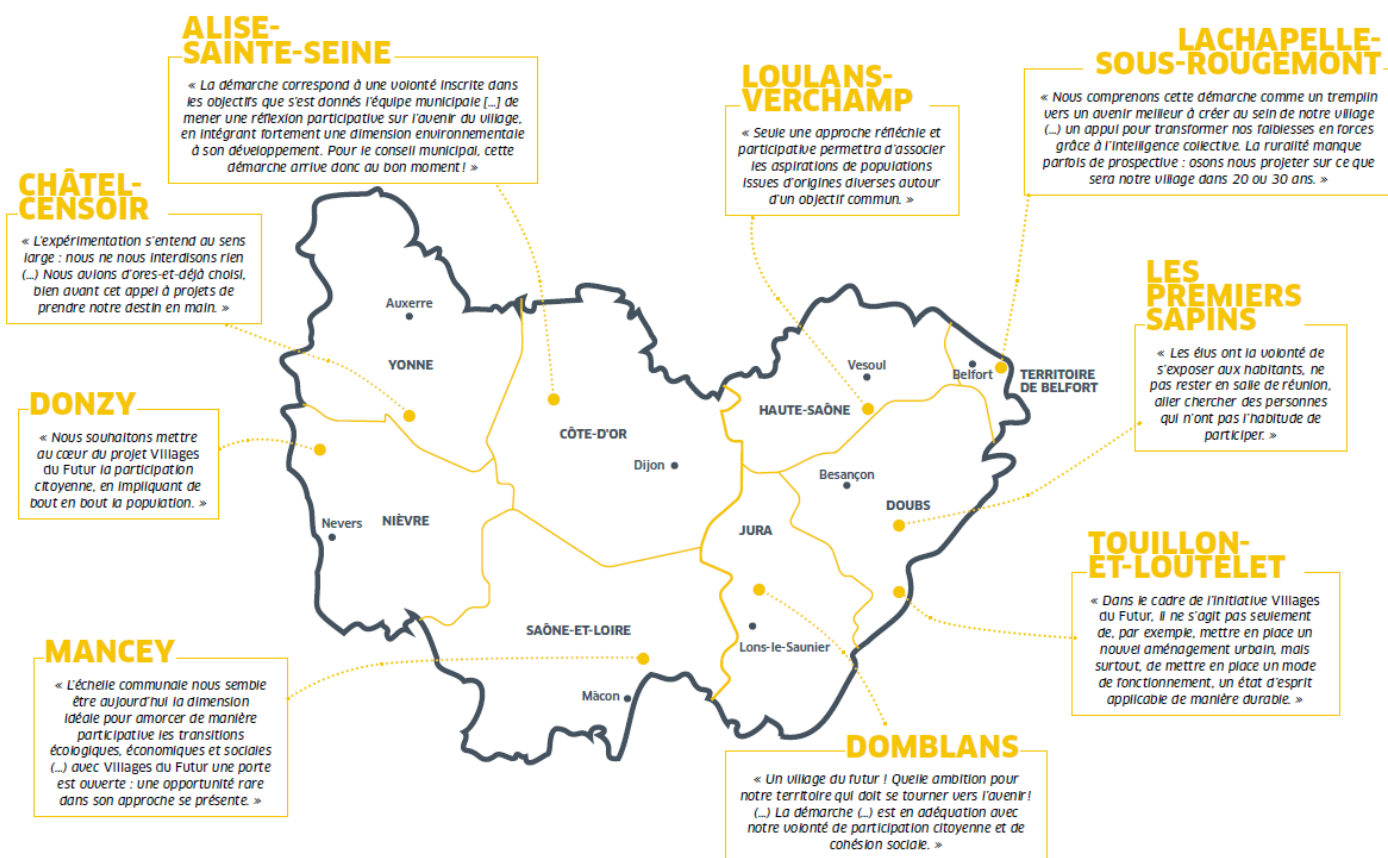 ALISE-
SAINTE-SEINE
« La démarche correspond à une volonté inscrite dans
les objectifs que s'est donnés l'équipe municipale [...] de
mener une réflexion participative sur l'avenir du village,
en intégrant fortement une dimension environnementale
à son développement. Pour le conseil municipal, cette
démarche arrive donc au bon moment ! »
LOULANS-
VERCHAMP
« Seule une approche réfléchie et
participative permettra d'associer
les aspirations de populations
issues d'origines diverses autour
d'un objectif commun. »
LACHAPELLE-
SOUS-ROUGEMONT
« Nous comprenons cette démarche comme un tremplin
vers un avenir meilleur à créer au sein de notre village
(...) un appui pour transformer nos faiblesses en forces
grâce à l'intelligence collective. La ruralité manque
parfois de prospective : osons nous projeter sur ce que
sera notre village dans 20 ou 30 ans. »
CHÂTEL-
CENSOIR
« L'expérimentation s'entend au sens
large : nous ne nous interdisons rien
(...) Nous avions d'ores-et-déjà choisi,
bien avant cet appel à projets de
prendre notre destin en main. »
LES
PREMIERS
SAPINS
« Les élus ont la volonté de
s'exposer aux habitants, ne
pas rester en salle de réunion,
aller chercher des personnes
qui n'ont pas l'habitude de
participer. »
DONZY
« Nous souhaitons mettre
au cœur du projet Villages
du Futur la participation
citoyenne, en impliquant de
bout en bout la population. »
Auxerre
YONNE
CÔTE-D'OR
Dijon
Vesoul
HAUTE-SAÔNE
Belfort
TERRITOIRE
DE BELFORT
Besançon
DOUBS
Nevers
NIÈVRE
JURA
SAÔNE-ET-LOIRE
Lons-le-Saunier
Mâcon
TOUILLON-
ET-LOUTELET
« Dans le cadre de l'initiative Villages
du Futur, il ne s'agit pas seulement
de, par exemple, mettre en place un
nouvel aménagement urbain, mais
surtout, de mettre en place un mode
de fonctionnement, un état d'esprit
applicable de manière durable. »
MANCEY
« L'échelle communale nous semble
être aujourd'hui la dimension
idéale pour amorcer de manière
participative les transitions
écologiques, économiques et sociales
(...) avec Villages du Futur une porte
est ouverte : une opportunité rare
dans son approche se présente. »
DOMBLANS
« Un village du futur ! Quelle ambition pour
notre territoire qui doit se tourner vers l'avenir !
(...) La démarche (...) est en adéquation avec
notre volonté de participation citoyenne et de
cohésion sociale. »